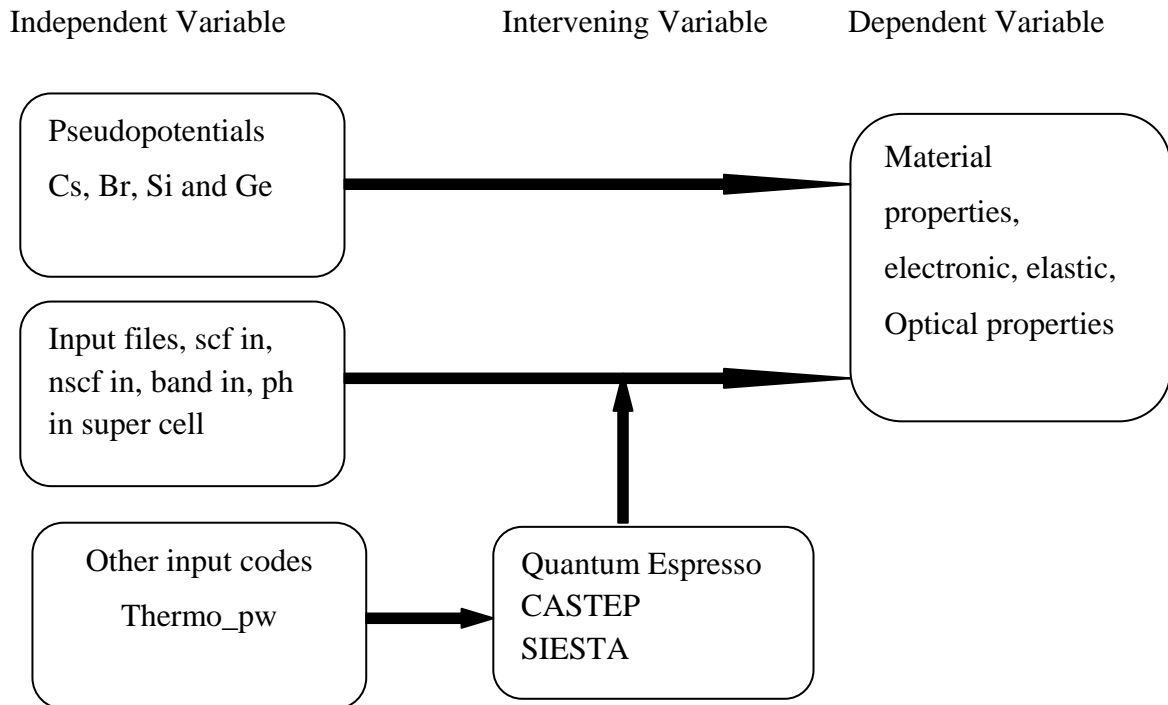 Independent Variable
Intervening Variable
Dependent Variable
Pseudopotentials
Cs, Br, Si and Ge
Material
properties,
electronic, elastic,
Optical properties
Input files, scf in,
nscf in, band in, ph
in super cell
Other input codes
Thermo_pw
Quantum Espresso
CASTEP
SIESTA